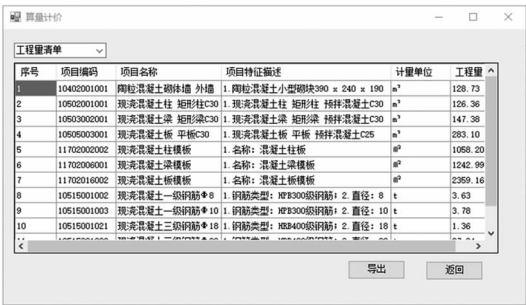 算量计价
工程量清单
序号 项目编码 项目名称 项目特征描述 计量单位 工程量
1 10402001001 陶粒混凝土砌体墙 外墙 1.陶粒混凝土小型砌块390 x 240 x 190 m³ 128.73
2 10502001001 现浇混凝土柱 矩形柱C30 1.现浇混凝土柱 矩形柱 预拌混凝土C30 m³ 126.36
3 10503002001 现浇混凝土梁 矩形梁C30 1.现浇混凝土梁 矩形梁 预拌混凝土C30 m³ 147.38
4 10505003001 现浇混凝土板 平板C30 1.现浇混凝土板 平板 预拌混凝土C25 m³ 283.10
5 11702002002 现浇混凝土柱模板 1.名称：混凝土柱板 m² 1058.20
6 11702006001 现浇混凝土梁模板 1.名称：混凝土梁模板 m² 1242.99
7 11702016002 现浇混凝土板模板 1.名称：混凝土板模板 m² 2359.16
8 10515001002 现浇混凝土一级钢筋Φ8 1.钢筋类型：HPB300级钢筋；2.直径：8 t 3.63
9 10515001003 现浇混凝土一级钢筋Φ10 1.钢筋类型：HPB300级钢筋；2.直径：10 t 3.78
10 10515001021 现浇混凝土三级钢筋Φ18 1.钢筋类型：HRB400级钢筋；2.直径：18 t 1.36
导出 返回